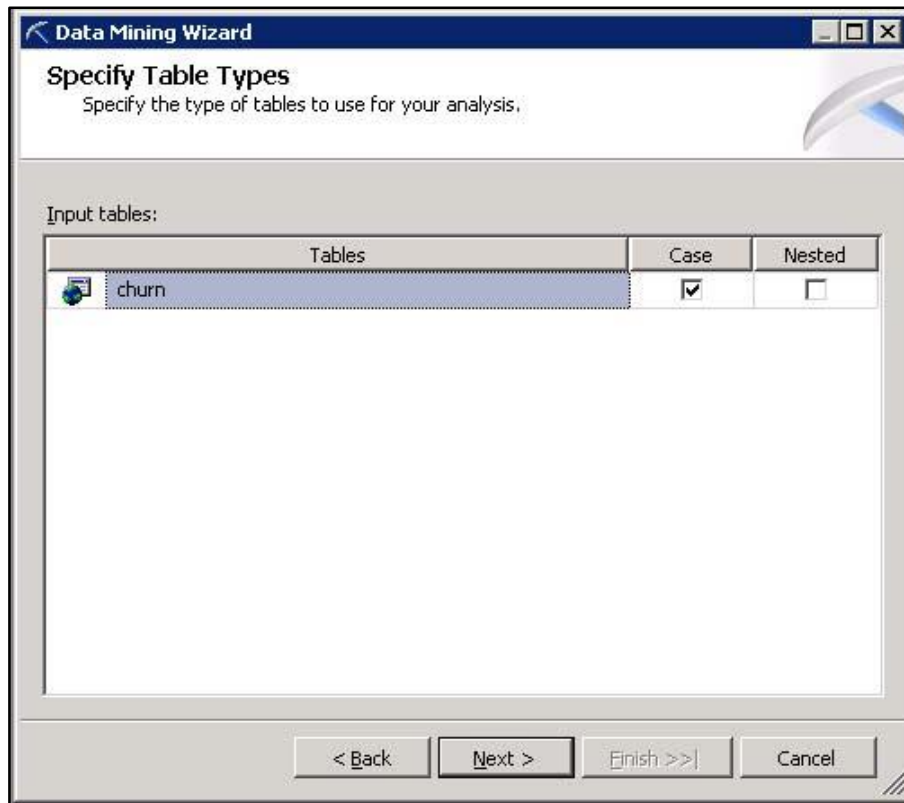 Data Mining Wizard
Specify Table Types
Specify the type of tables to use for your analysis.
Input tables:
Tables Case Nested
churn
< Back Next > Finish >>| Cancel